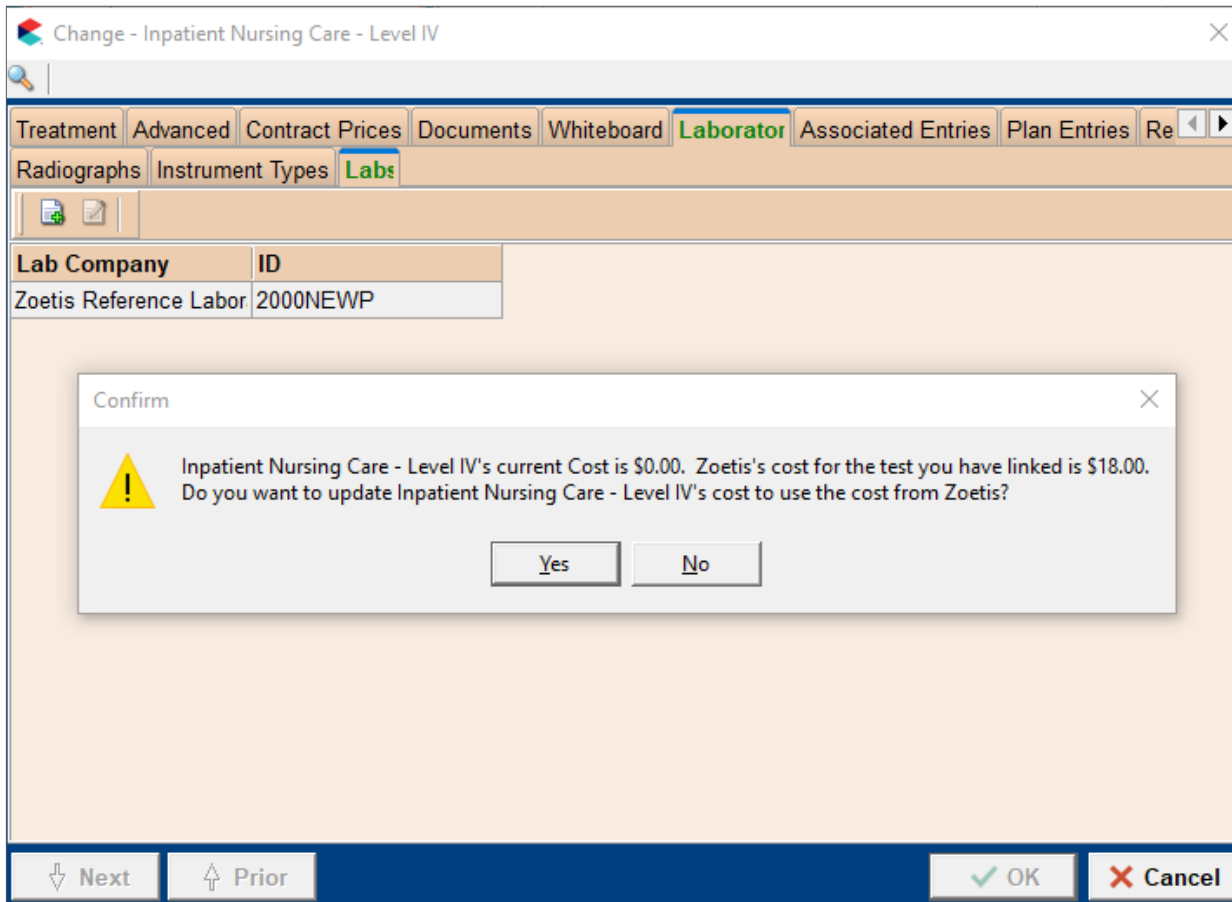 Change - Inpatient Nursing Care - Level IV
Treatment Advanced Contract Prices Documents Whiteboard Laborator Associated Entries Plan Entries Re
Radiographs Instrument Types Labs
Lab Company ID
Zoetis Reference Labor 2000NEWP
Confirm
Inpatient Nursing Care - Level IV's current Cost is $0.00. Zoetis's cost for the test you have linked is $18.00.
Do you want to update Inpatient Nursing Care - Level IV's cost to use the cost from Zoetis?
Yes No
Next Prior OK Cancel